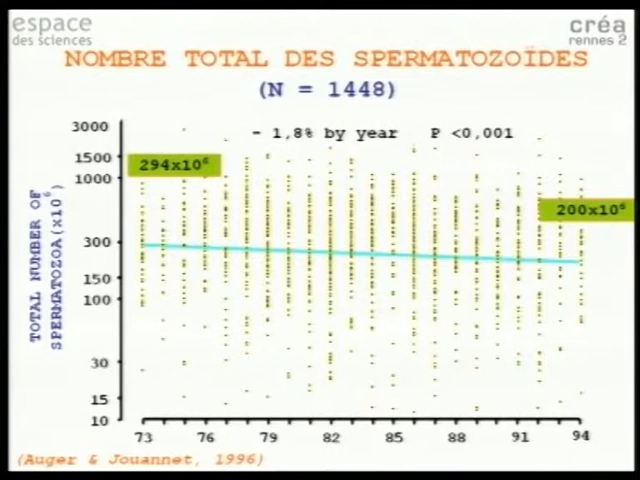 espace
des sciences
créa
rennes 2
NOMBRE TOTAL DES SPERMATOZOÏDES
(N = 1448)
- 1,8% by year P <0,001
294x10⁶
200x10⁶
TOTAL NUMBER OF
SPERMATOZOA(x10⁶)
3000
1500
1000
300
150
100
30
15
10
73 76 79 82 85 88 91 94
(Auger & Jouannet, 1996)